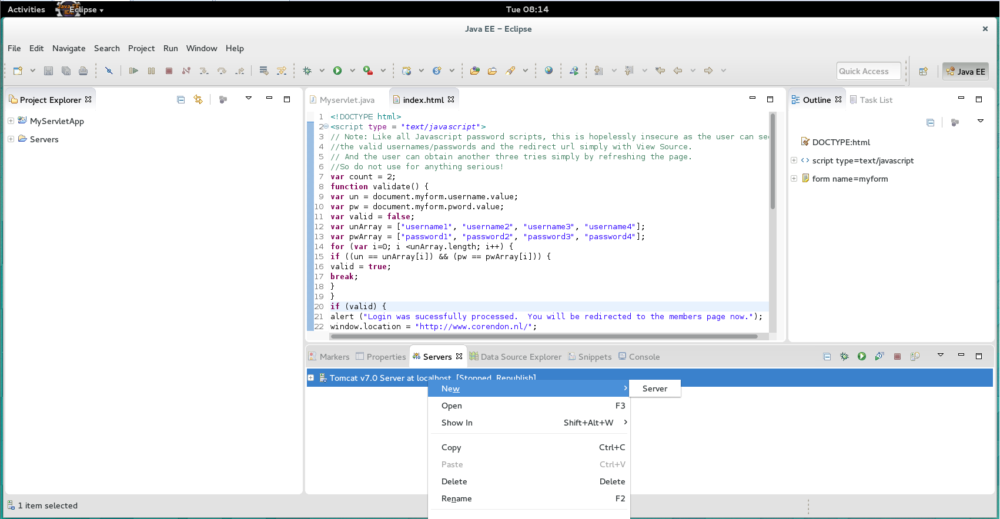 Activities
Java EE
IDE
Eclipse
Tue 08:14
Java EE – Eclipse
File Edit Navigate Search Project Run Window Help
Quick Access
Java EE
Project Explorer
MyServletApp
Servers
Myservlet.java
index.html
1 <!DOCTYPE html>
2 <script type = "text/javascript">
3 // Note: Like all Javascript password scripts, this is hopelessly insecure as the user can see
4 //the valid usernames/passwords and the redirect url simply with View Source.
5 // And the user can obtain another three tries simply by refreshing the page.
6 //So do not use for anything serious!
7 var count = 2;
8 function validate() {
9 var un = document.myform.username.value;
10 var pw = document.myform.pword.value;
11 var valid = false;
12 var unArray = ["username1", "username2", "username3", "username4"];
13 var pwArray = ["password1", "password2", "password3", "password4"];
14 for (var i=0; i <unArray.length; i++) {
15 if ((un == unArray[i]) && (pw == pwArray[i])) {
16 valid = true;
17 break;
18 }
19 }
20 if (valid) {
21 alert ("Login was sucessfully processed.  You will be redirected to the members page now.");
22 window.location = "http://www.corendon.nl/";
Outline
Task List
DOCTYPE:html
script type=text/javascript
form name=myform
Markers Properties Servers Data Source Explorer Snippets Console
Tomcat v7.0 Server at localhost [Stopped, Republish]
New
Server
Open F3
Show In Shift+Alt+W
Copy Ctrl+C
Paste Ctrl+V
Delete Delete
Rename F2
1 item selected